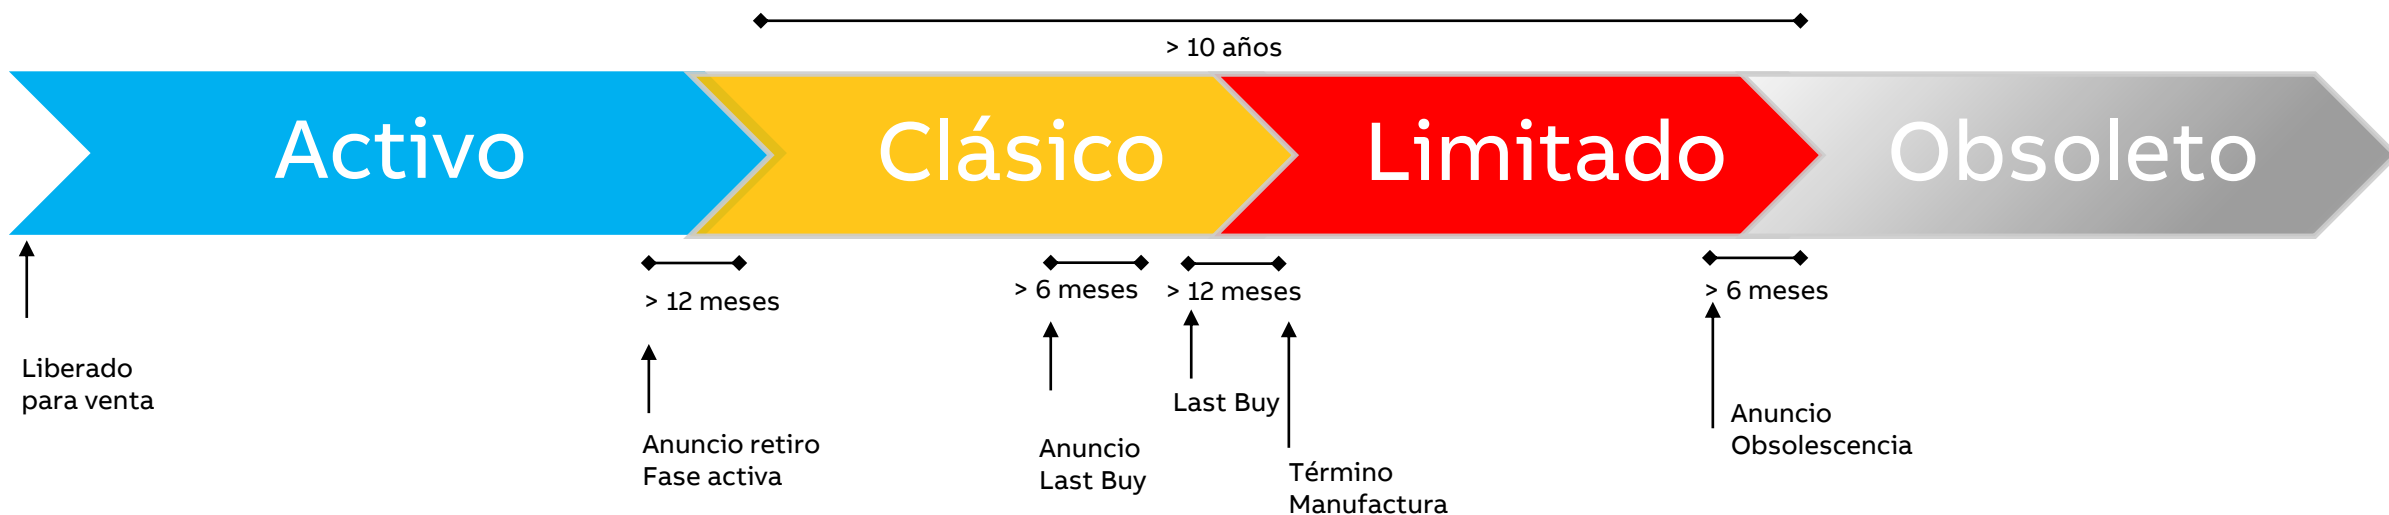 > 10 años
Activo
Clásico
Limitado
Obsoleto
> 12 meses
> 6 meses
> 12 meses
> 6 meses
Liberado
para venta
Anuncio retiro
Fase activa
Anuncio
Last Buy
Last Buy
Término
Manufactura
Anuncio
Obsolescencia